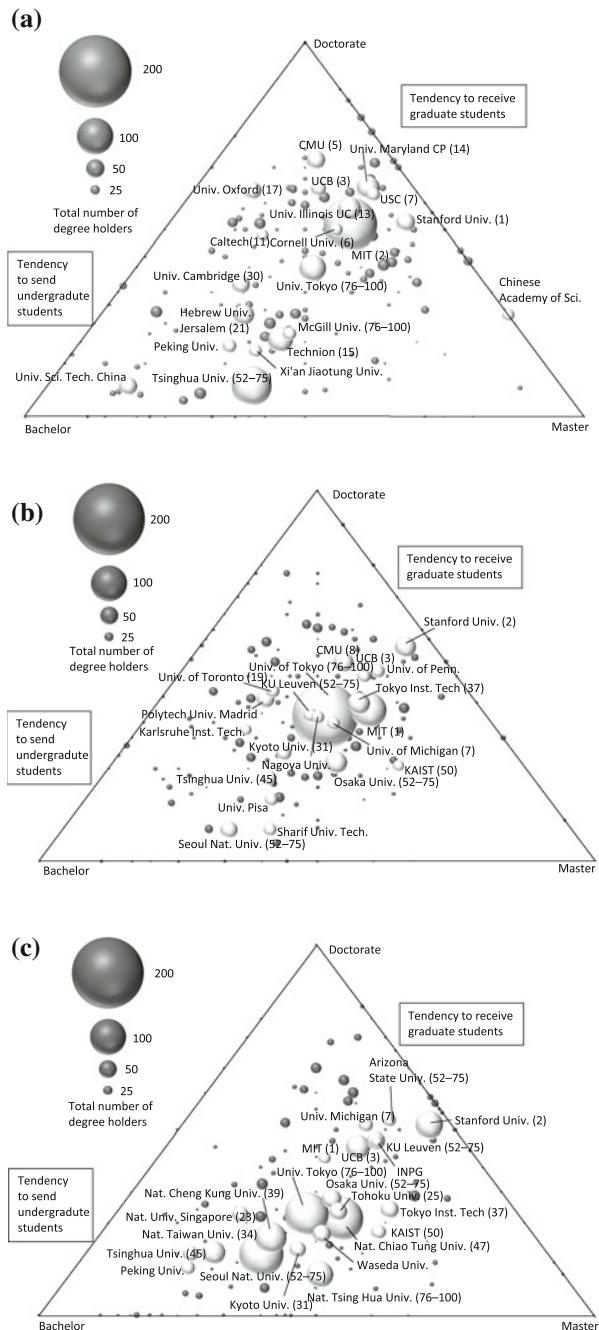 (a)
Doctorate
200
Tendency to receive
graduate students
100
50
25
Total number of
degree holders
CMU (5)
Univ. Maryland CP (14)
Univ. Oxford (17)
UCB (3)
USC (7)
Univ. Illinois UC (13)
Stanford Univ. (1)
Caltech(11)
Cornell Univ. (6)
MIT (2)
Tendency
to send
undergradute
students
Univ. Cambridge (30)
Univ. Tokyo (76–100)
Chinese
Academy of Sci.
Hebrew Univ.
Jersalem (21)
McGill Univ. (76–100)
Peking Univ.
Technion (15)
Xi'an Jiaotung Univ.
Univ. Sci. Tech. China
Tsinghua Univ. (52–75)
Bachelor
Master
(b)
Doctorate
200
Tendency to receive
graduate students
100
50
25
Total number of
degree holders
Stanford Univ. (2)
CMU (8)
UCB (3)
Univ. of Tokyo (76–100)
Univ. of Penn.
Univ. of Toronto (19)
KU Leuven (52–75)
Tokyo Inst. Tech (37)
Tendency
to send
undergradute
students
Polytech Univ. Madrid
Karlsruhe Inst. Tech.
MIT (1)
Kyoto Univ. (31)
Univ. of Michigan (7)
Nagoya Univ.
KAIST (50)
Tsinghua Univ. (45)
Osaka Univ. (52–75)
Univ. Pisa
Sharif Univ. Tech.
Seoul Nat. Univ. (52–75)
Bachelor
Master
(c)
Doctorate
200
Tendency to receive
graduate students
100
50
25
Total number of
degree holders
Arizona
State Univ. (52–75)
Univ. Michigan (7)
Stanford Univ. (2)
MIT (1)
KU Leuven (52–75)
UCB (3)
INPG
Univ. Tokyo (76–100)
Osaka Univ. (52–75)
Tohoku Univ. (25)
Tendency
to send
undergradute
students
Nat. Cheng Kung Univ. (39)
Tokyo Inst. Tech (37)
Nat. Univ. Singapore (23)
KAIST (50)
Nat. Taiwan Univ. (34)
Nat. Chiao Tung Univ. (47)
Tsinghua Univ. (45)
Waseda Univ.
Peking Univ.
Seoul Nat. Univ. (52–75)
Nat. Tsing Hua Univ. (76–100)
Kyoto Univ. (31)
Bachelor
Master